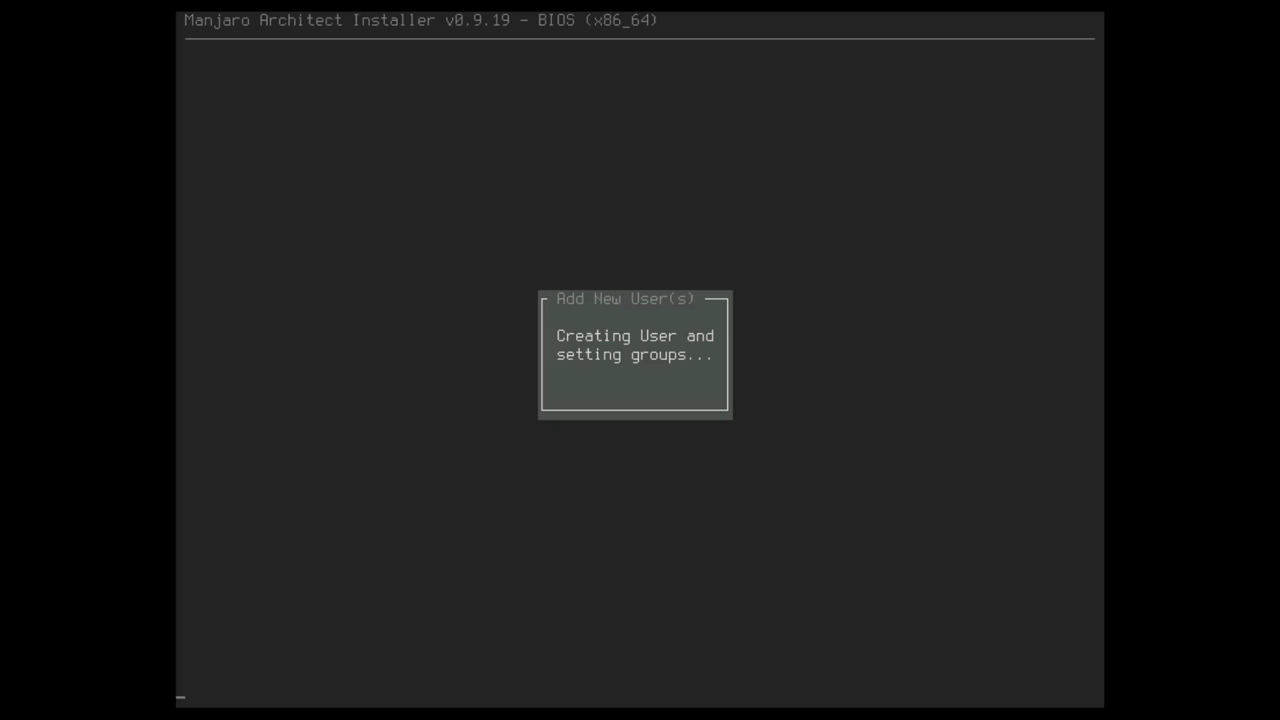 Manjaro Architect Installer v0.9.19 - BIOS (x86_64)
Add New User(s)
Creating User and
setting groups...